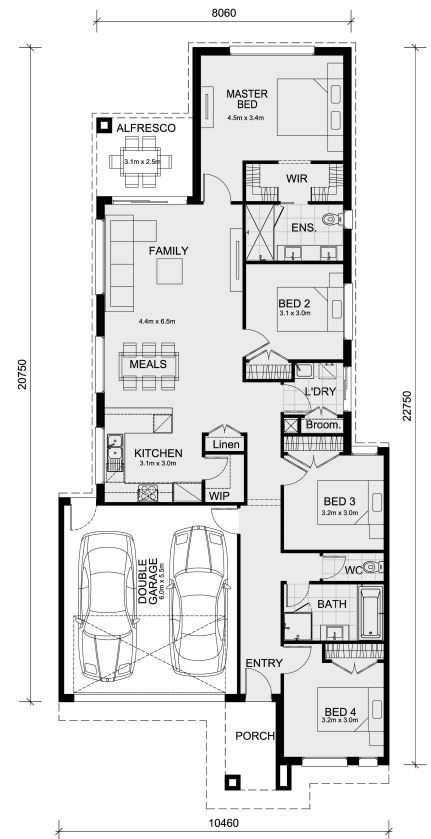 8060
MASTER
BED
4.5m x 3.4m
ALFRESCO
3.1m x 2.5m
WIR
ENS.
FAMILY
4.4m x 6.5m
BED 2
3.1 x 3.0m
20750
22750
MEALS
L'DRY
Broom.
KITCHEN
3.1m x 3.0m
Linen
WIP
BED 3
3.2m x 3.0m
DOUBLE
GARAGE
6.0m x 5.5m
WC
BATH
ENTRY
BED 4
3.2m x 3.0m
PORCH
10460